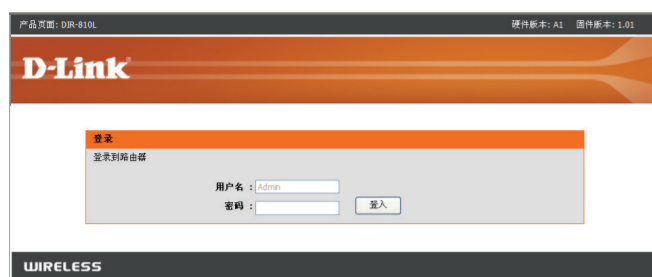 产品页面: DIR-810L 硬件版本: A1 固件版本: 1.01
D-Link
登录
登录到路由器
用户名 : Admin
密码 : 登入
WIRELESS